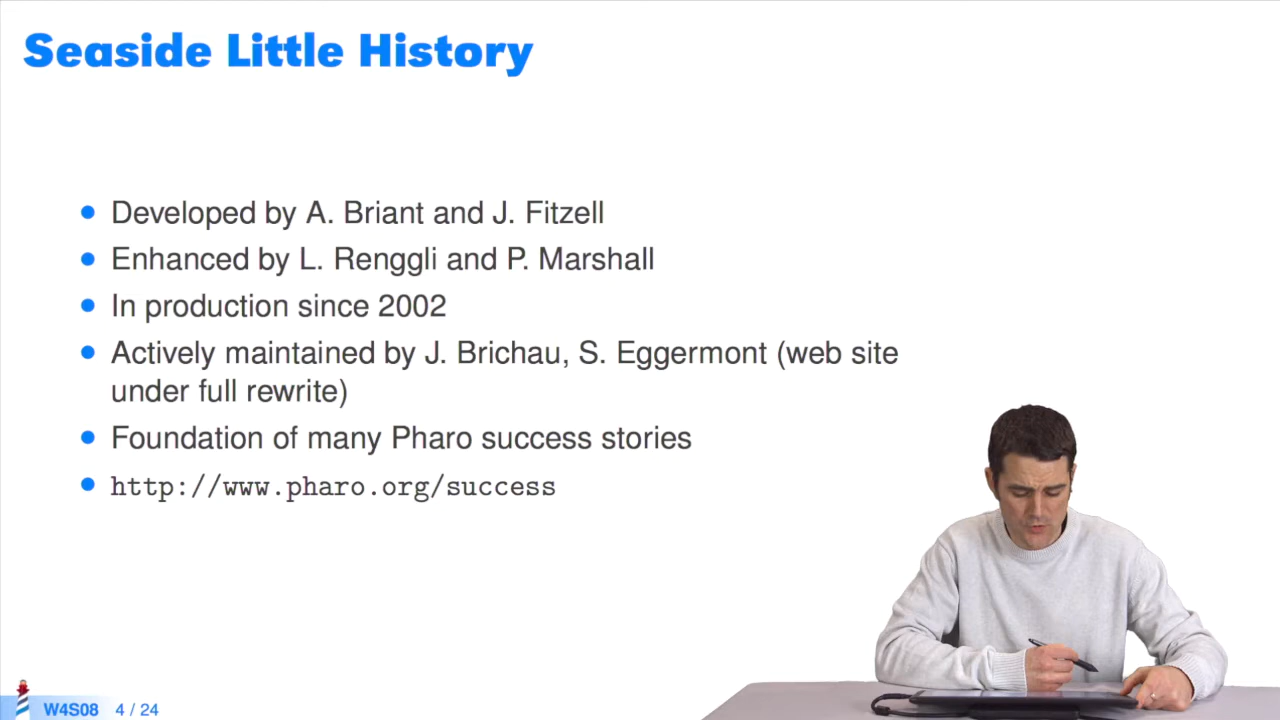 Seaside Little History
Developed by A. Briant and J. Fitzell
Enhanced by L. Renggli and P. Marshall
In production since 2002
Actively maintained by J. Brichau, S. Eggermont (web site
under full rewrite)
Foundation of many Pharo success stories
http://www.pharo.org/success
W4S08 4 / 24